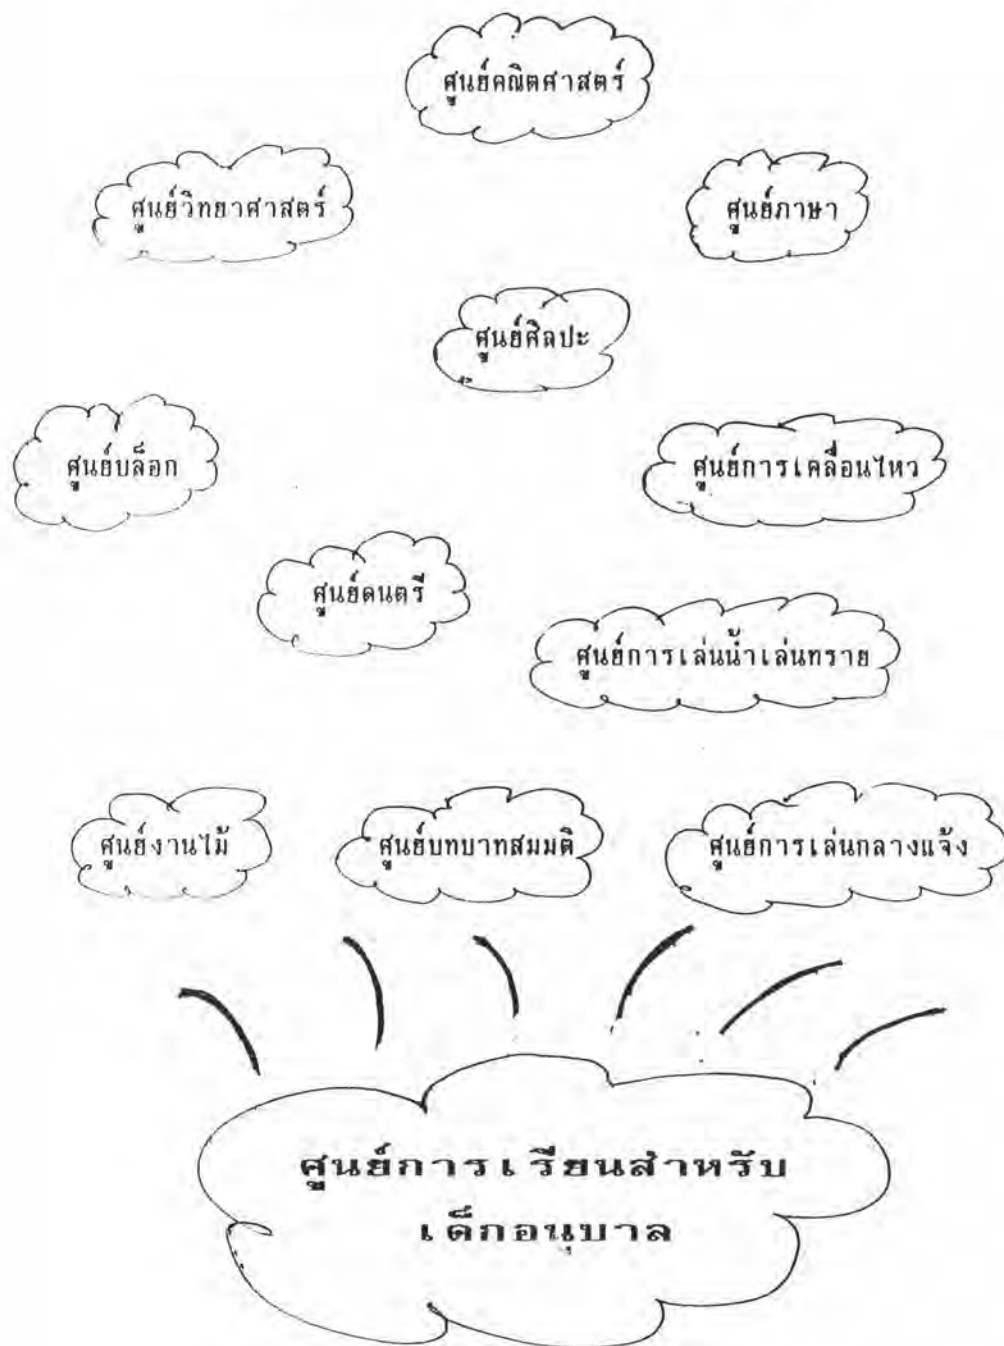 ศูนย์คณิตศาสตร์
ศูนย์วิทยาศาสตร์
ศูนย์ภาษา
ศูนย์ศิลปะ
ศูนย์บล็อก
ศูนย์การเคลื่อนไหว
ศูนย์ดนตรี
ศูนย์การเล่นน้ำเล่นทราย
ศูนย์งานไม้
ศูนย์บทบาทสมมติ
ศูนย์การเล่นกลางแจ้ง
ศูนย์การเรียนสำหรับ
เด็กอนุบาล